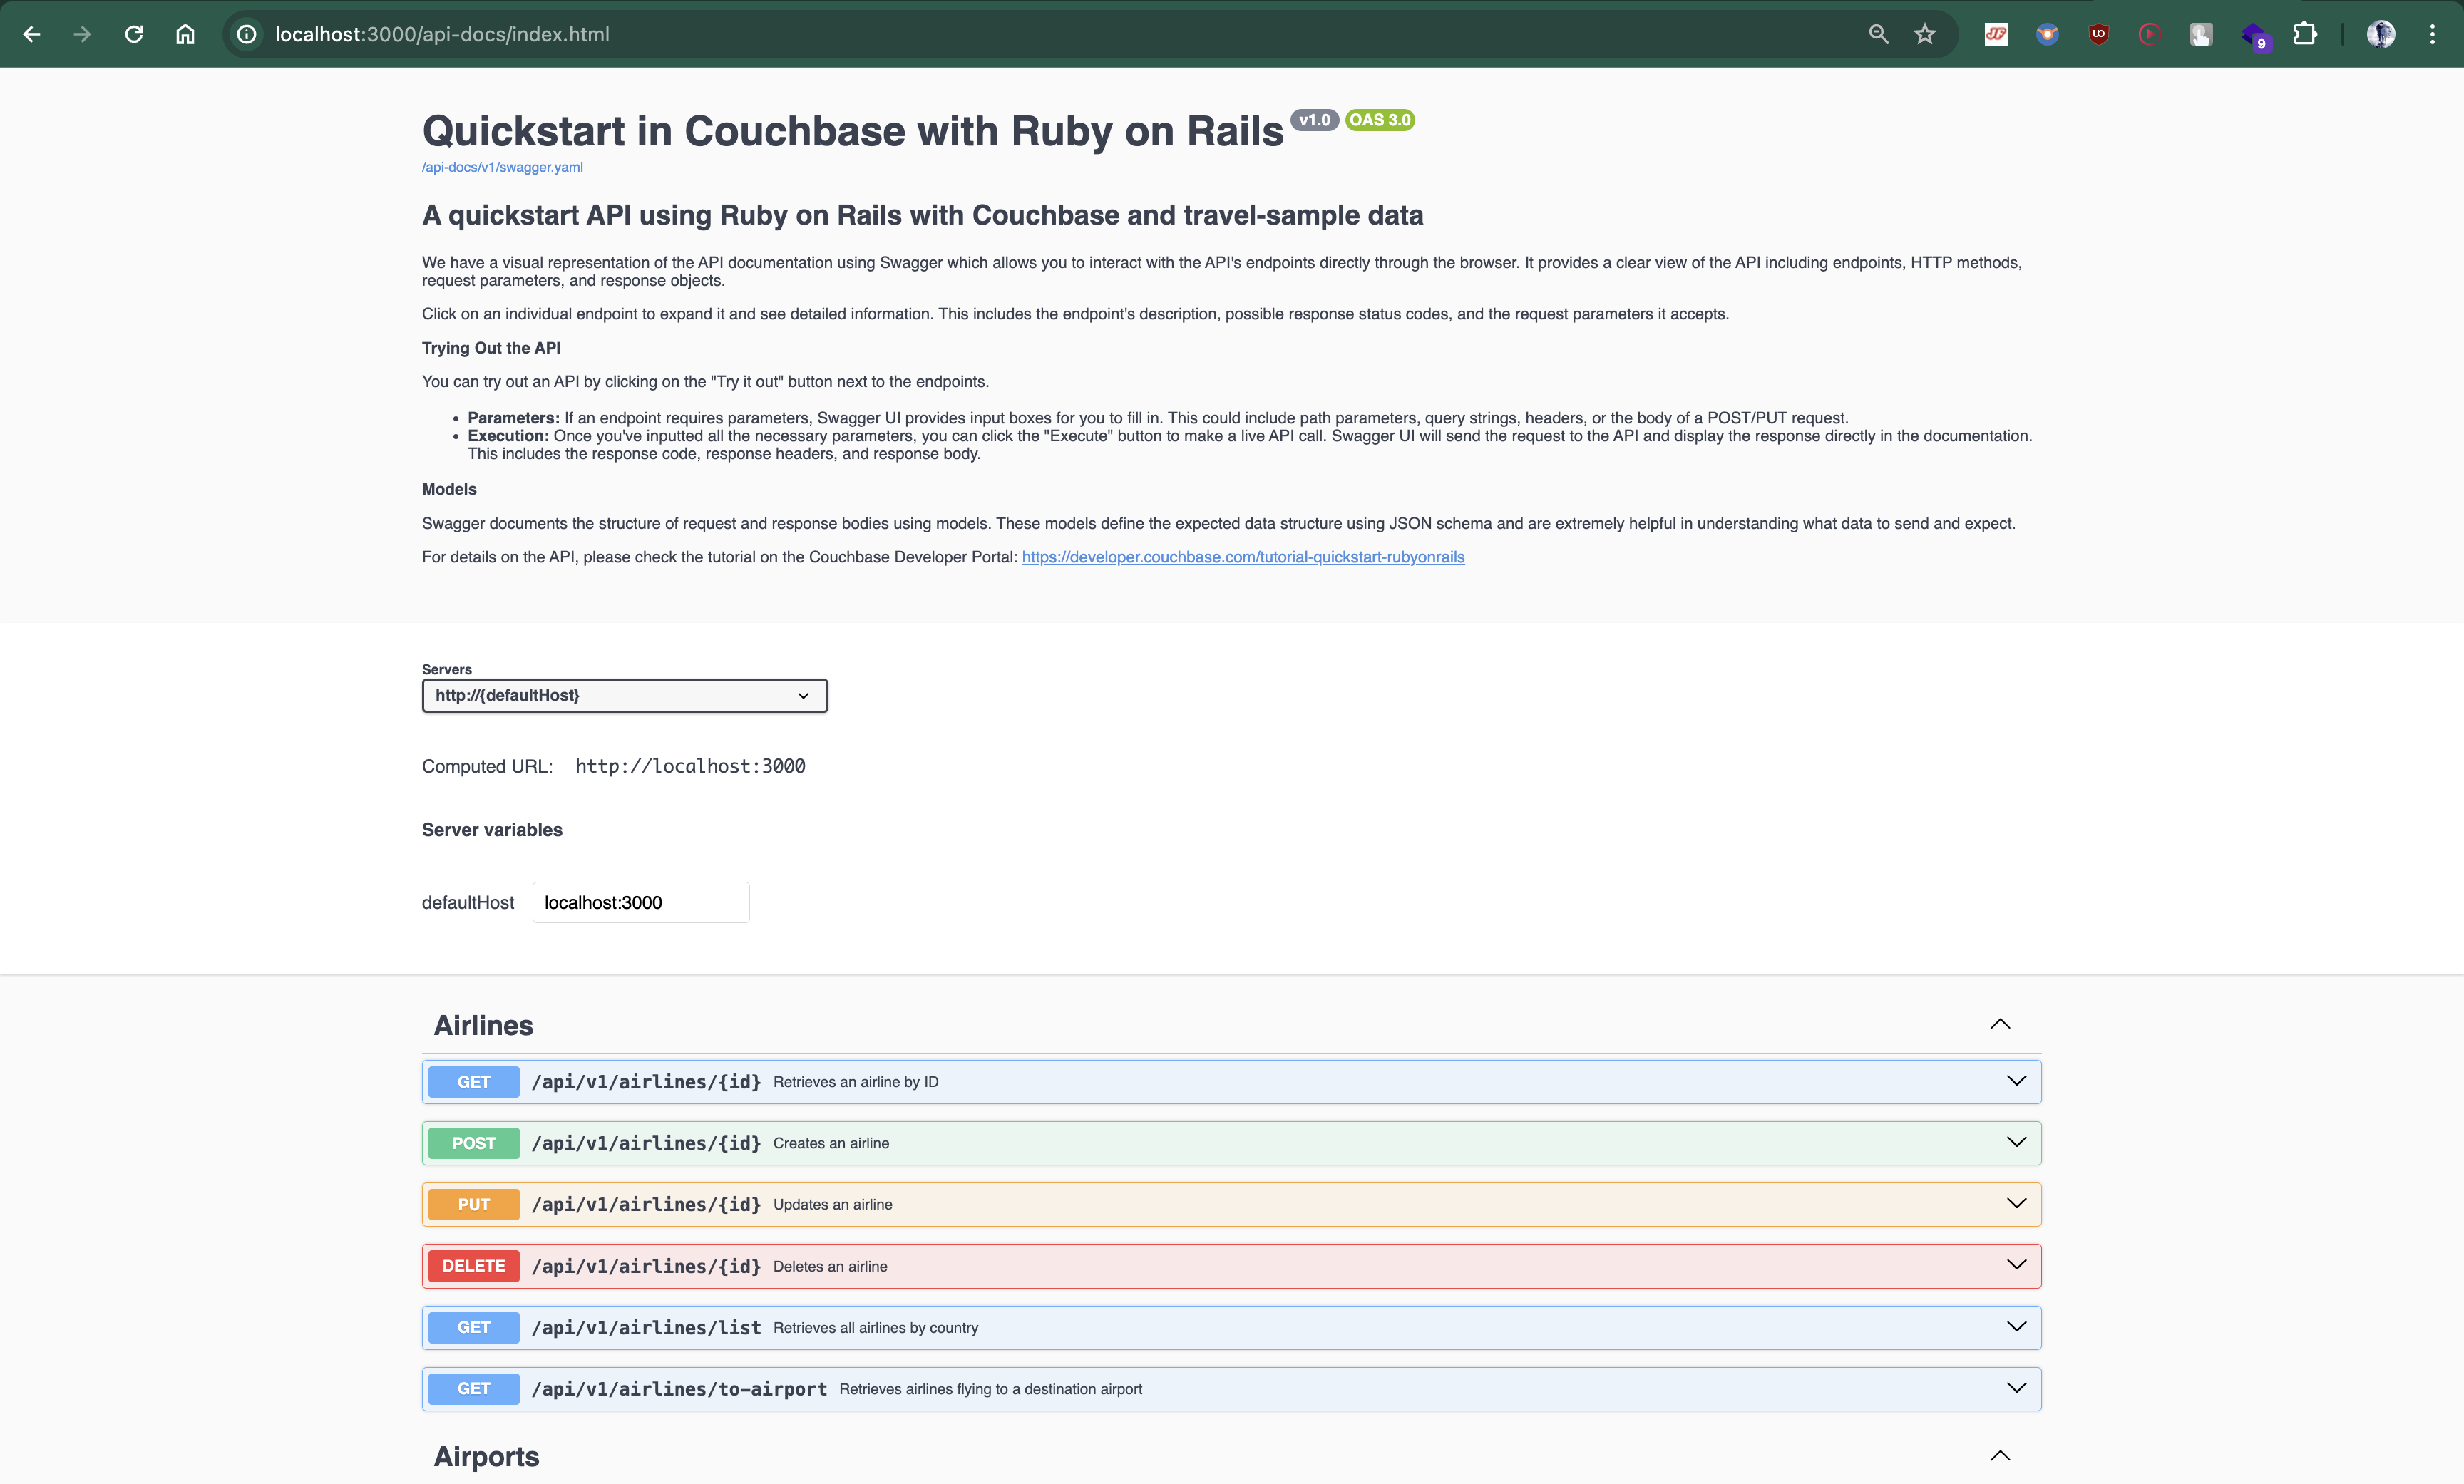 localhost:3000/api-docs/index.html
JF
UD
9
Quickstart in Couchbase with Ruby on Rails v1.0 OAS 3.0
/api-docs/v1/swagger.yaml
A quickstart API using Ruby on Rails with Couchbase and travel-sample data
We have a visual representation of the API documentation using Swagger which allows you to interact with the API's endpoints directly through the browser. It provides a clear view of the API including endpoints, HTTP methods,
request parameters, and response objects.
Click on an individual endpoint to expand it and see detailed information. This includes the endpoint's description, possible response status codes, and the request parameters it accepts.
Trying Out the API
You can try out an API by clicking on the "Try it out" button next to the endpoints.
• Parameters: If an endpoint requires parameters, Swagger UI provides input boxes for you to fill in. This could include path parameters, query strings, headers, or the body of a POST/PUT request.
• Execution: Once you've inputted all the necessary parameters, you can click the "Execute" button to make a live API call. Swagger UI will send the request to the API and display the response directly in the documentation.
This includes the response code, response headers, and response body.
Models
Swagger documents the structure of request and response bodies using models. These models define the expected data structure using JSON schema and are extremely helpful in understanding what data to send and expect.
For details on the API, please check the tutorial on the Couchbase Developer Portal: https://developer.couchbase.com/tutorial-quickstart-rubyonrails
Servers
http://{defaultHost}
Computed URL: http://localhost:3000
Server variables
defaultHost localhost:3000
Airlines
GET /api/v1/airlines/{id} Retrieves an airline by ID
POST /api/v1/airlines/{id} Creates an airline
PUT /api/v1/airlines/{id} Updates an airline
DELETE /api/v1/airlines/{id} Deletes an airline
GET /api/v1/airlines/list Retrieves all airlines by country
GET /api/v1/airlines/to-airport Retrieves airlines flying to a destination airport
Airports